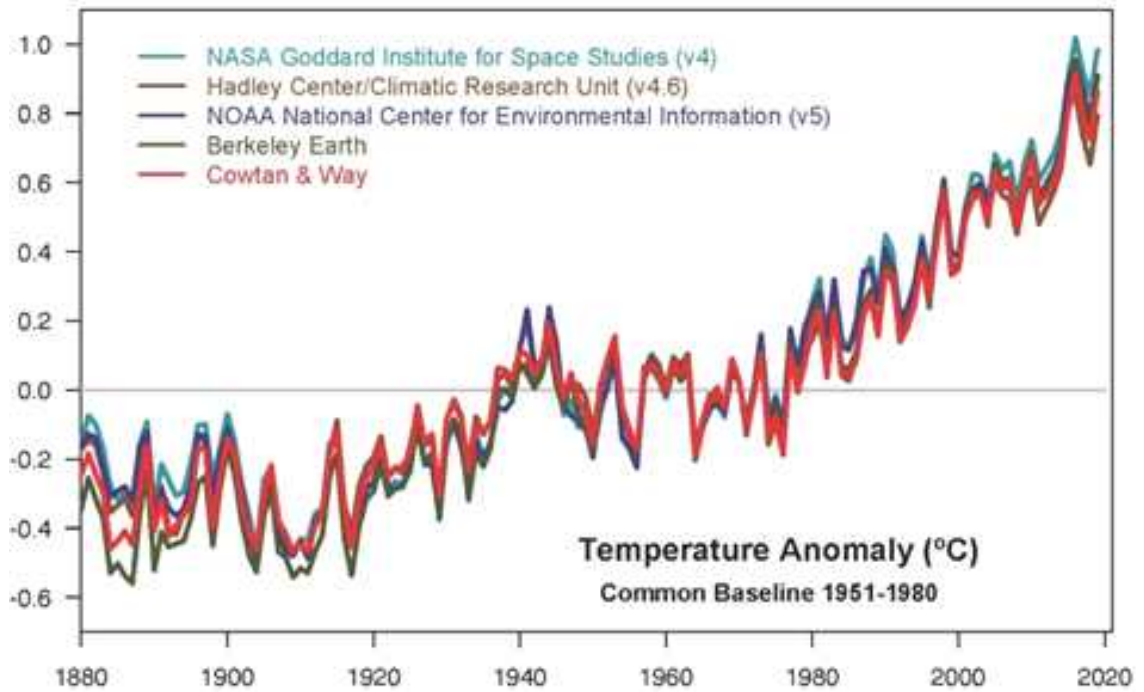 1.0
0.8
0.6
0.4
0.2
0.0
-0.2
-0.4
-0.6
NASA Goddard Institute for Space Studies (v4)
Hadley Center/Climatic Research Unit (v4.6)
NOAA National Center for Environmental Information (v5)
Berkeley Earth
Cowtan & Way
Temperature Anomaly (ºC)
Common Baseline 1951-1980
1880 1900 1920 1940 1960 1980 2000 2020